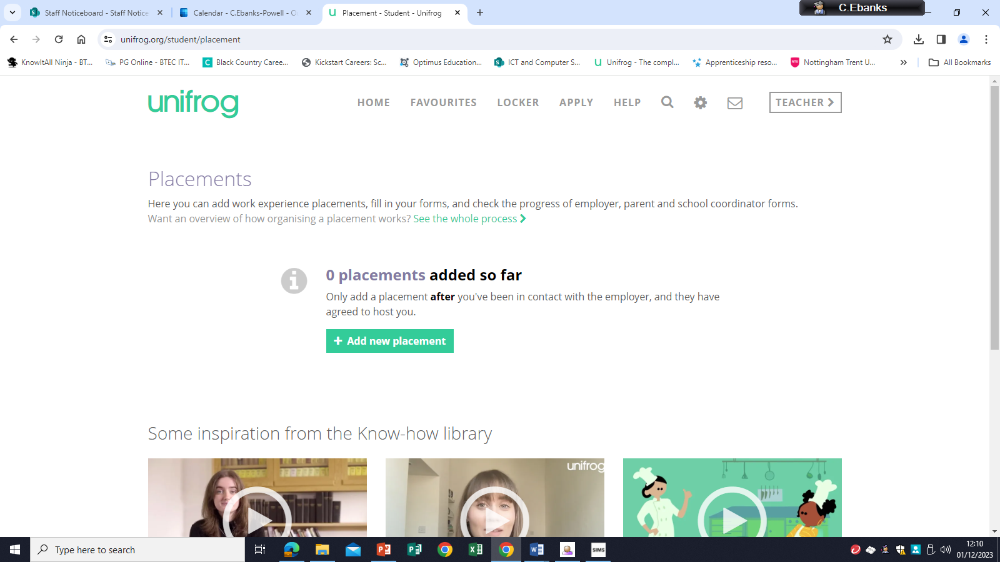 Staff Noticeboard - Staff Notice
Calendar - C.Ebanks-Powell - O
Placement - Student - Unifrog
C.Ebanks
unifrog.org/student/placement
KnowItAll Ninja - BT...
PG Online - BTEC IT...
Black Country Caree...
Kickstart Careers: Sc...
Optimus Education...
ICT and Computer S...
Unifrog - The compl...
Apprenticeship reso...
Nottingham Trent U...
All Bookmarks
unifrog
HOME
FAVOURITES
LOCKER
APPLY
HELP
TEACHER
Placements
Here you can add work experience placements, fill in your forms, and check the progress of employer, parent and school coordinator forms.
Want an overview of how organising a placement works? See the whole process
0 placements added so far
Only add a placement after you've been in contact with the employer, and they have
agreed to host you.
+ Add new placement
Some inspiration from the Know-how library
unifrog
Type here to search
SIMS
12:10
01/12/2023